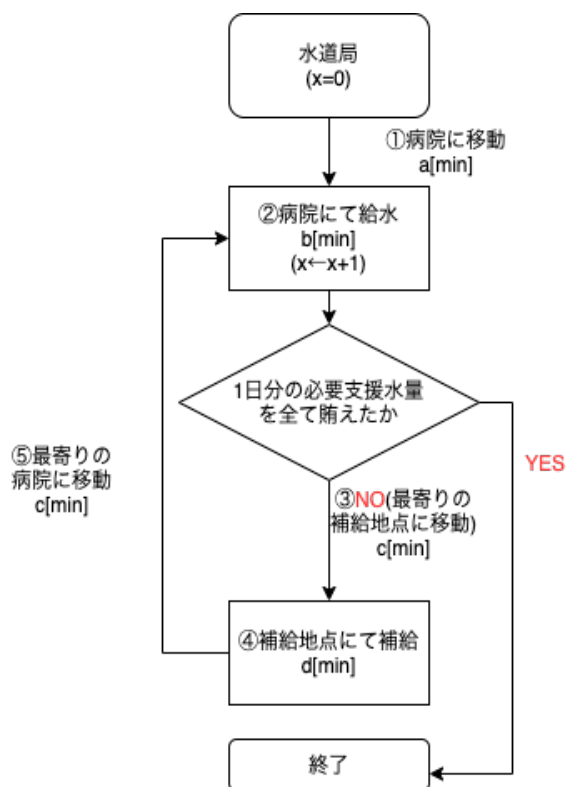 水道局
(x=0)
①病院に移動
a[min]
②病院にて給水
b[min]
(x←x+1)
1日分の必要支援水量
を全て賄えたか
⑤最寄りの
病院に移動
c[min]
YES
③NO(最寄りの
補給地点に移動)
c[min]
④補給地点にて補給
d[min]
終了